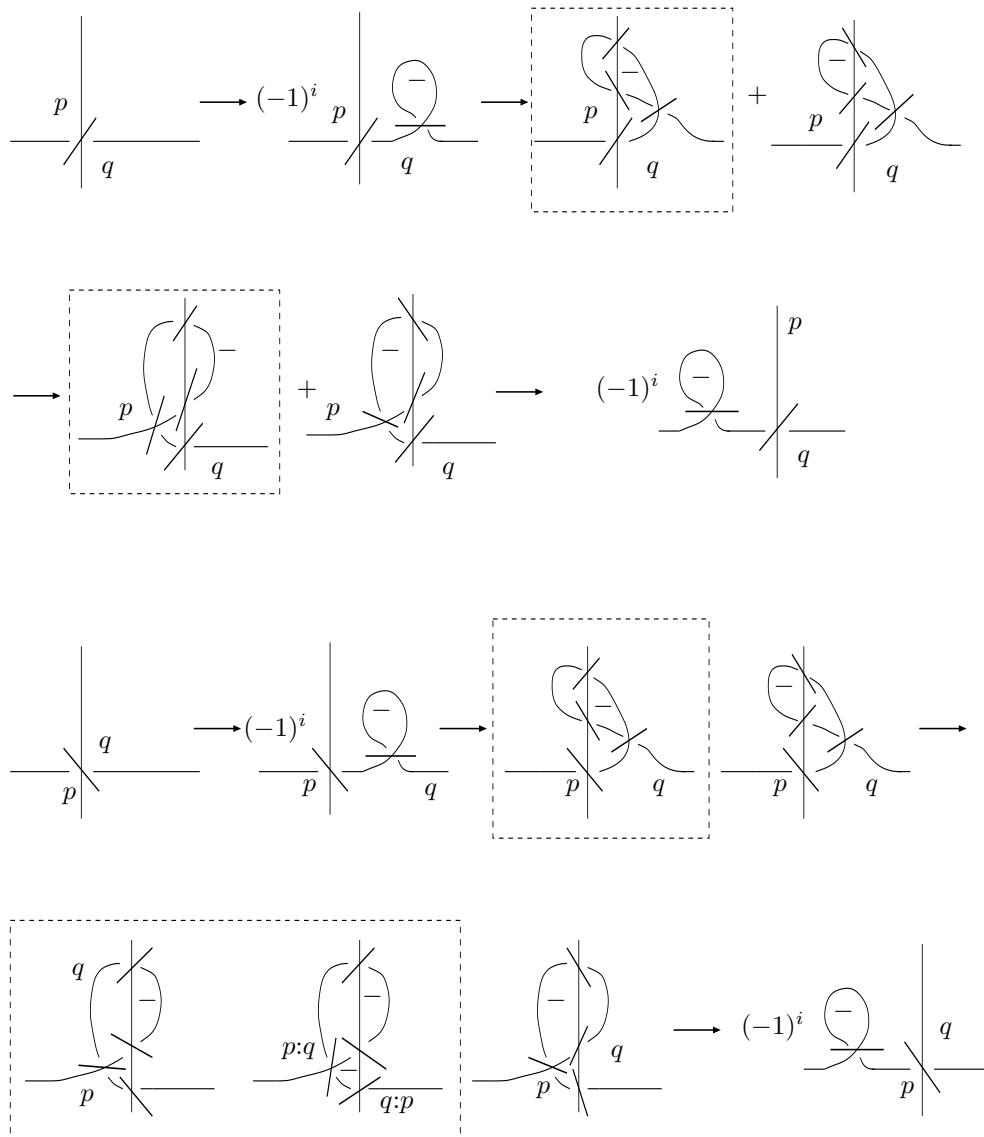 p q (−1)^i p q − p q − + p q −
p q − + p q − (−1)^i − p q
p q (−1)^i p q − p q − p q −
q p − p:q q:p − − p q − (−1)^i − p q